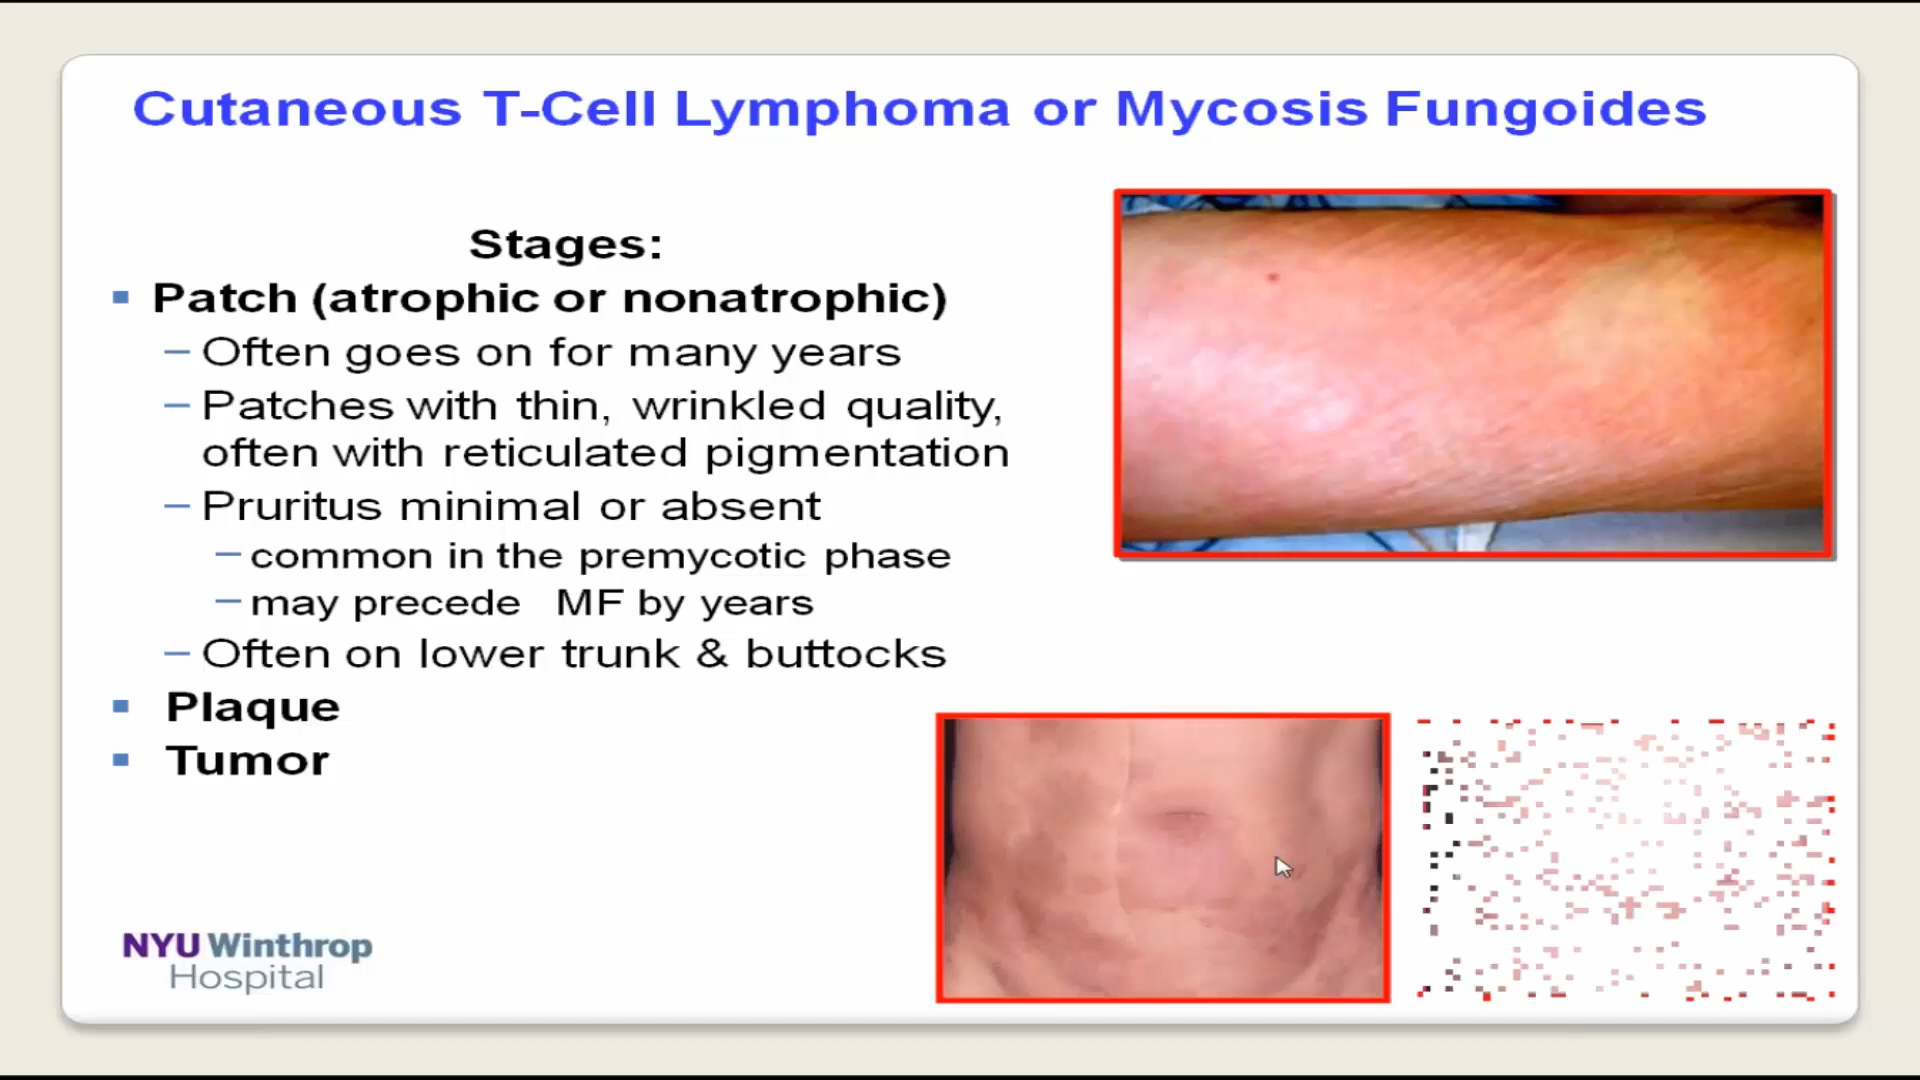 Cutaneous T-Cell Lymphoma or Mycosis Fungoides
Stages:
▪ Patch (atrophic or nonatrophic)
– Often goes on for many years
– Patches with thin, wrinkled quality,
often with reticulated pigmentation
– Pruritus minimal or absent
– common in the premycotic phase
– may precede MF by years
– Often on lower trunk & buttocks
▪ Plaque
▪ Tumor
NYU Winthrop
Hospital